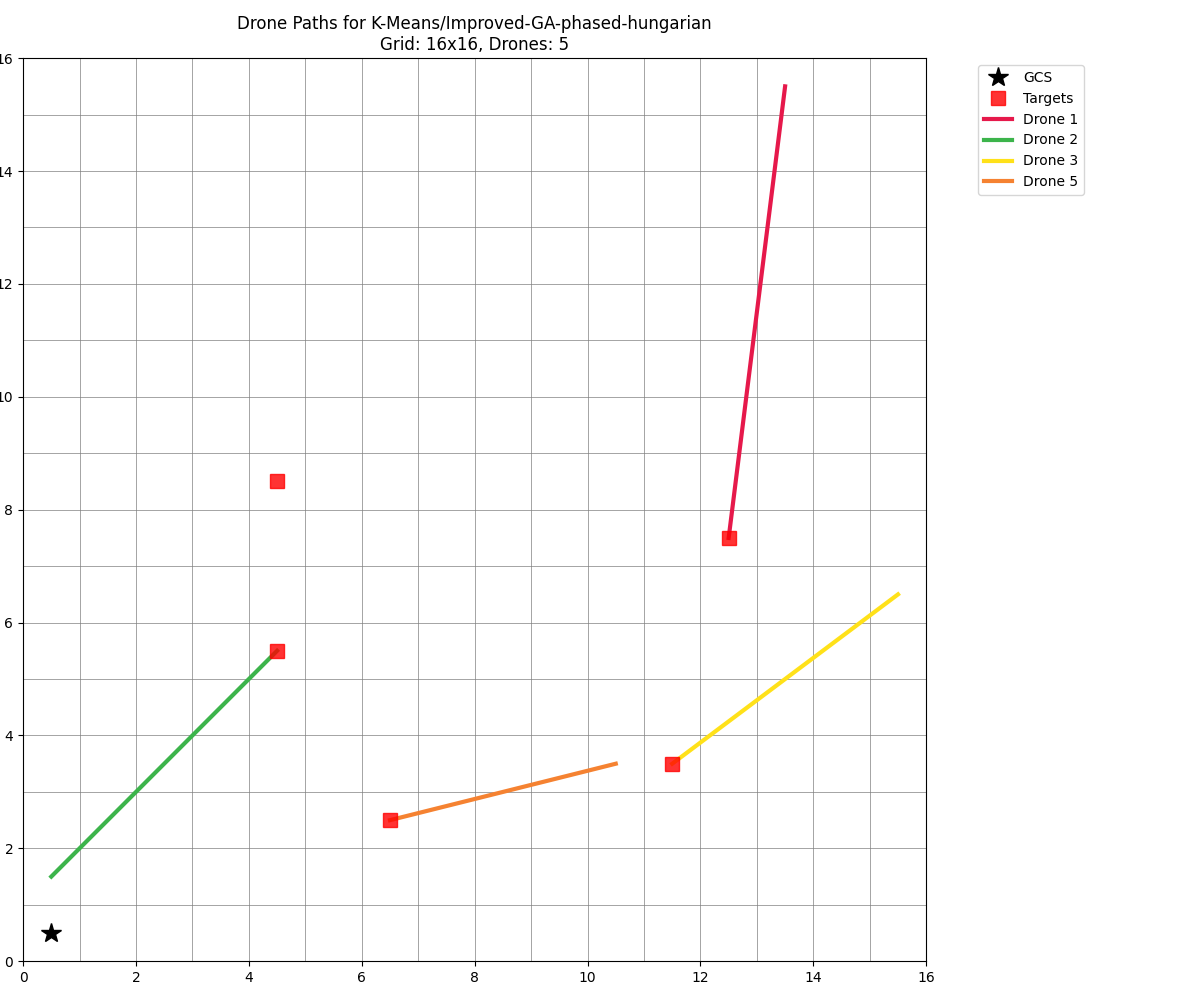 Drone Paths for K-Means/Improved-GA-phased-hungarian
Grid: 16x16, Drones: 5
GCS
Targets
Drone 1
Drone 2
Drone 3
Drone 5
16
14
12
10
8
6
4
2
0
0 2 4 6 8 10 12 14 16